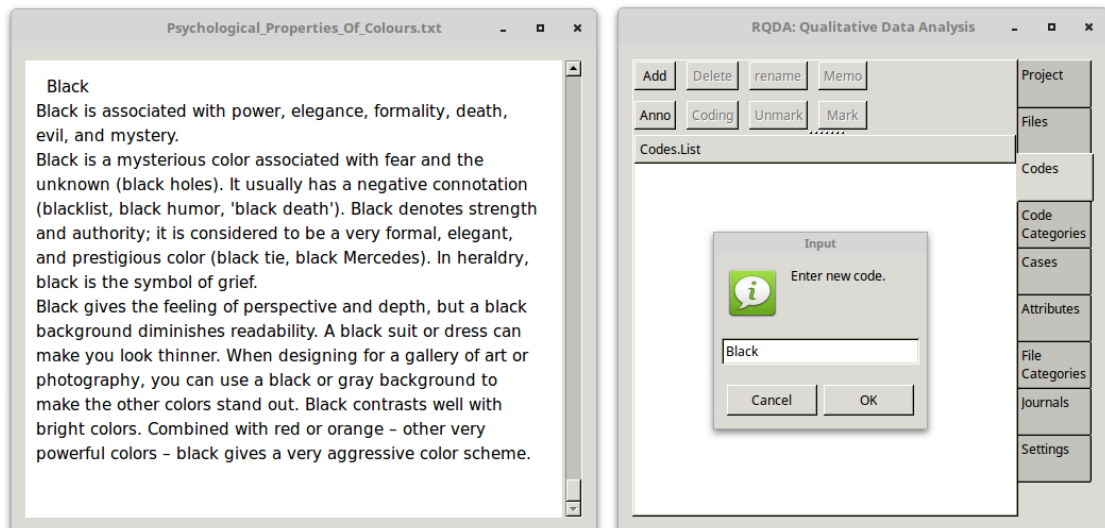 Psychological_Properties_Of_Colours.txt
Black
Black is associated with power, elegance, formality, death,
evil, and mystery.
Black is a mysterious color associated with fear and the
unknown (black holes). It usually has a negative connotation
(blacklist, black humor, 'black death'). Black denotes strength
and authority; it is considered to be a very formal, elegant,
and prestigious color (black tie, black Mercedes). In heraldry,
black is the symbol of grief.
Black gives the feeling of perspective and depth, but a black
background diminishes readability. A black suit or dress can
make you look thinner. When designing for a gallery of art or
photography, you can use a black or gray background to
make the other colors stand out. Black contrasts well with
bright colors. Combined with red or orange – other very
powerful colors – black gives a very aggressive color scheme.
RQDA: Qualitative Data Analysis
Add Delete rename Memo
Anno Coding Unmark Mark
Codes.List
Input
Enter new code.
Black
Cancel OK
Project
Files
Codes
Code
Categories
Cases
Attributes
File
Categories
Journals
Settings